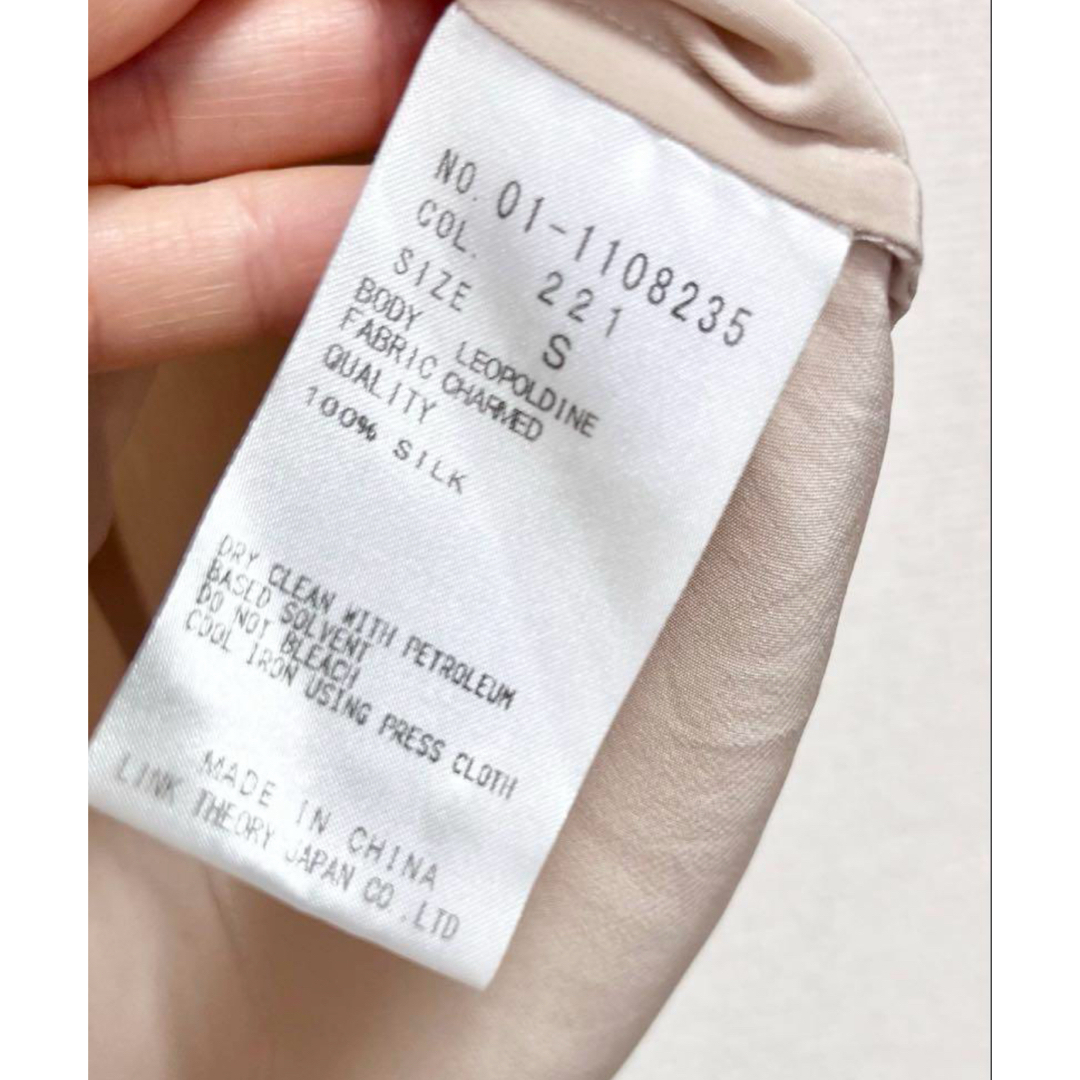 NO. 01-1108235
COL. 221
SIZE S
BODY LEOPOLDINE
FABRIC CHARMED
QUALITY
100% SILK
DRY CLEAN WITH PETROLEUM
BASED SOLVENT
DO NOT BLEACH
COOL IRON USING PRESS CLOTH
MADE IN CHINA
LINK THEORY JAPAN CO.,LTD